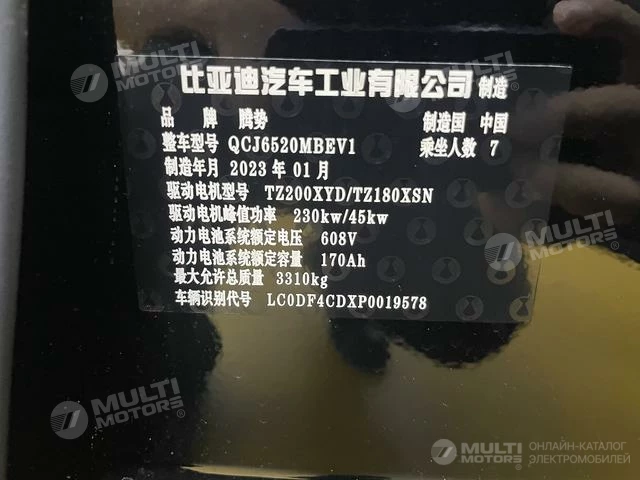 比亚迪汽车工业有限公司 制造
品 牌 腾势 制造国 中国
整车型号 QCJ6520MBEV1 乘坐人数 7
制造年月 2023 年 01 月
驱动电机型号 TZ200XYD/TZ180XSN
驱动电机峰值功率 230kw/45kw
动力电池系统额定电压 608V
动力电池系统额定容量 170Ah
最大允许总质量 3310kg
车辆识别代号 LC0DF4CDXP0019578
MULTI MOTORS
MULTI MOTORS
MULTI MOTORS
MULTI MOTORS
MULTI MOTORS ОНЛАЙН-КАТАЛОГ ЭЛЕКТРОМОБИЛЕЙ